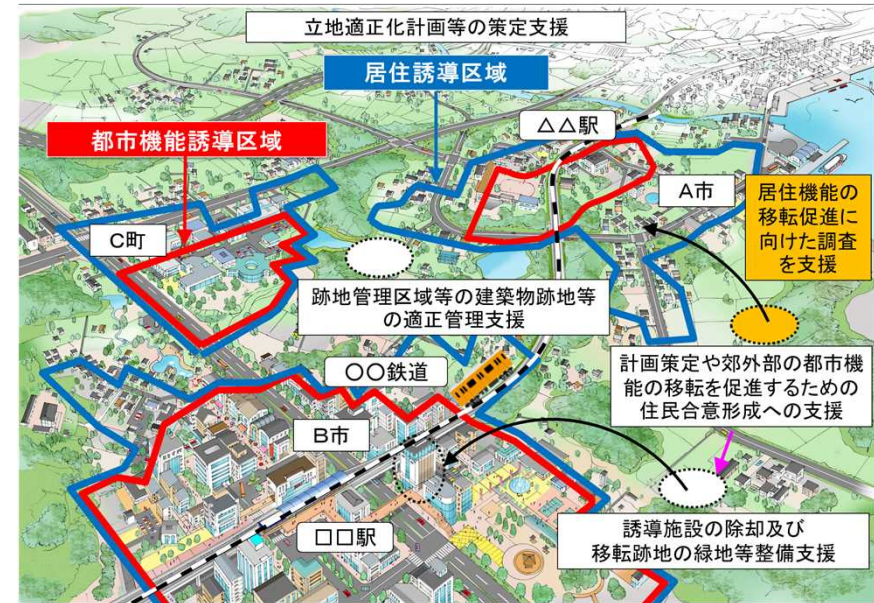 立地適正化計画等の策定支援
居住誘導区域
都市機能誘導区域
△△駅
A市
居住機能の
移転促進に
向けた調査
を支援
C町
跡地管理区域等の建築物跡地等
の適正管理支援
〇〇鉄道
計画策定や郊外部の都市機
能の移転を促進するための
住民合意形成への支援
B市
□□駅
誘導施設の除却及び
移転跡地の緑地等整備支援